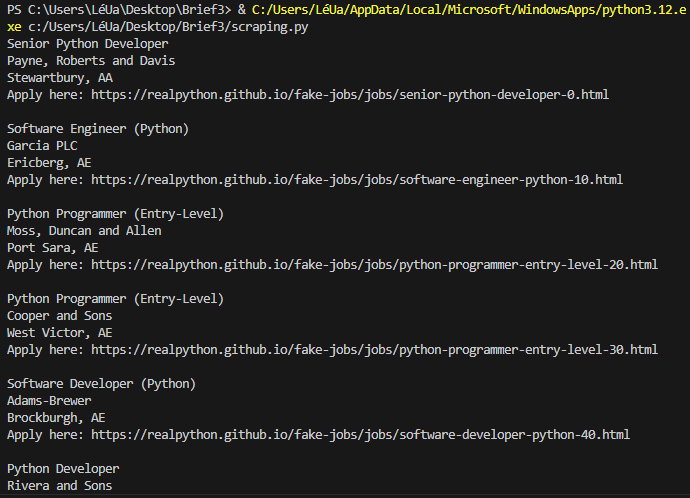 PS C:\Users\LéUa\Desktop\Brief3> & C:/Users/LéUa/AppData/Local/Microsoft/WindowsApps/python3.12.e
xe c:/Users/LéUa/Desktop/Brief3/scraping.py
Senior Python Developer
Payne, Roberts and Davis
Stewartbury, AA
Apply here: https://realpython.github.io/fake-jobs/jobs/senior-python-developer-0.html

Software Engineer (Python)
Garcia PLC
Ericberg, AE
Apply here: https://realpython.github.io/fake-jobs/jobs/software-engineer-python-10.html

Python Programmer (Entry-Level)
Moss, Duncan and Allen
Port Sara, AE
Apply here: https://realpython.github.io/fake-jobs/jobs/python-programmer-entry-level-20.html

Python Programmer (Entry-Level)
Cooper and Sons
West Victor, AE
Apply here: https://realpython.github.io/fake-jobs/jobs/python-programmer-entry-level-30.html

Software Developer (Python)
Adams-Brewer
Brockburgh, AE
Apply here: https://realpython.github.io/fake-jobs/jobs/software-developer-python-40.html

Python Developer
Rivera and Sons